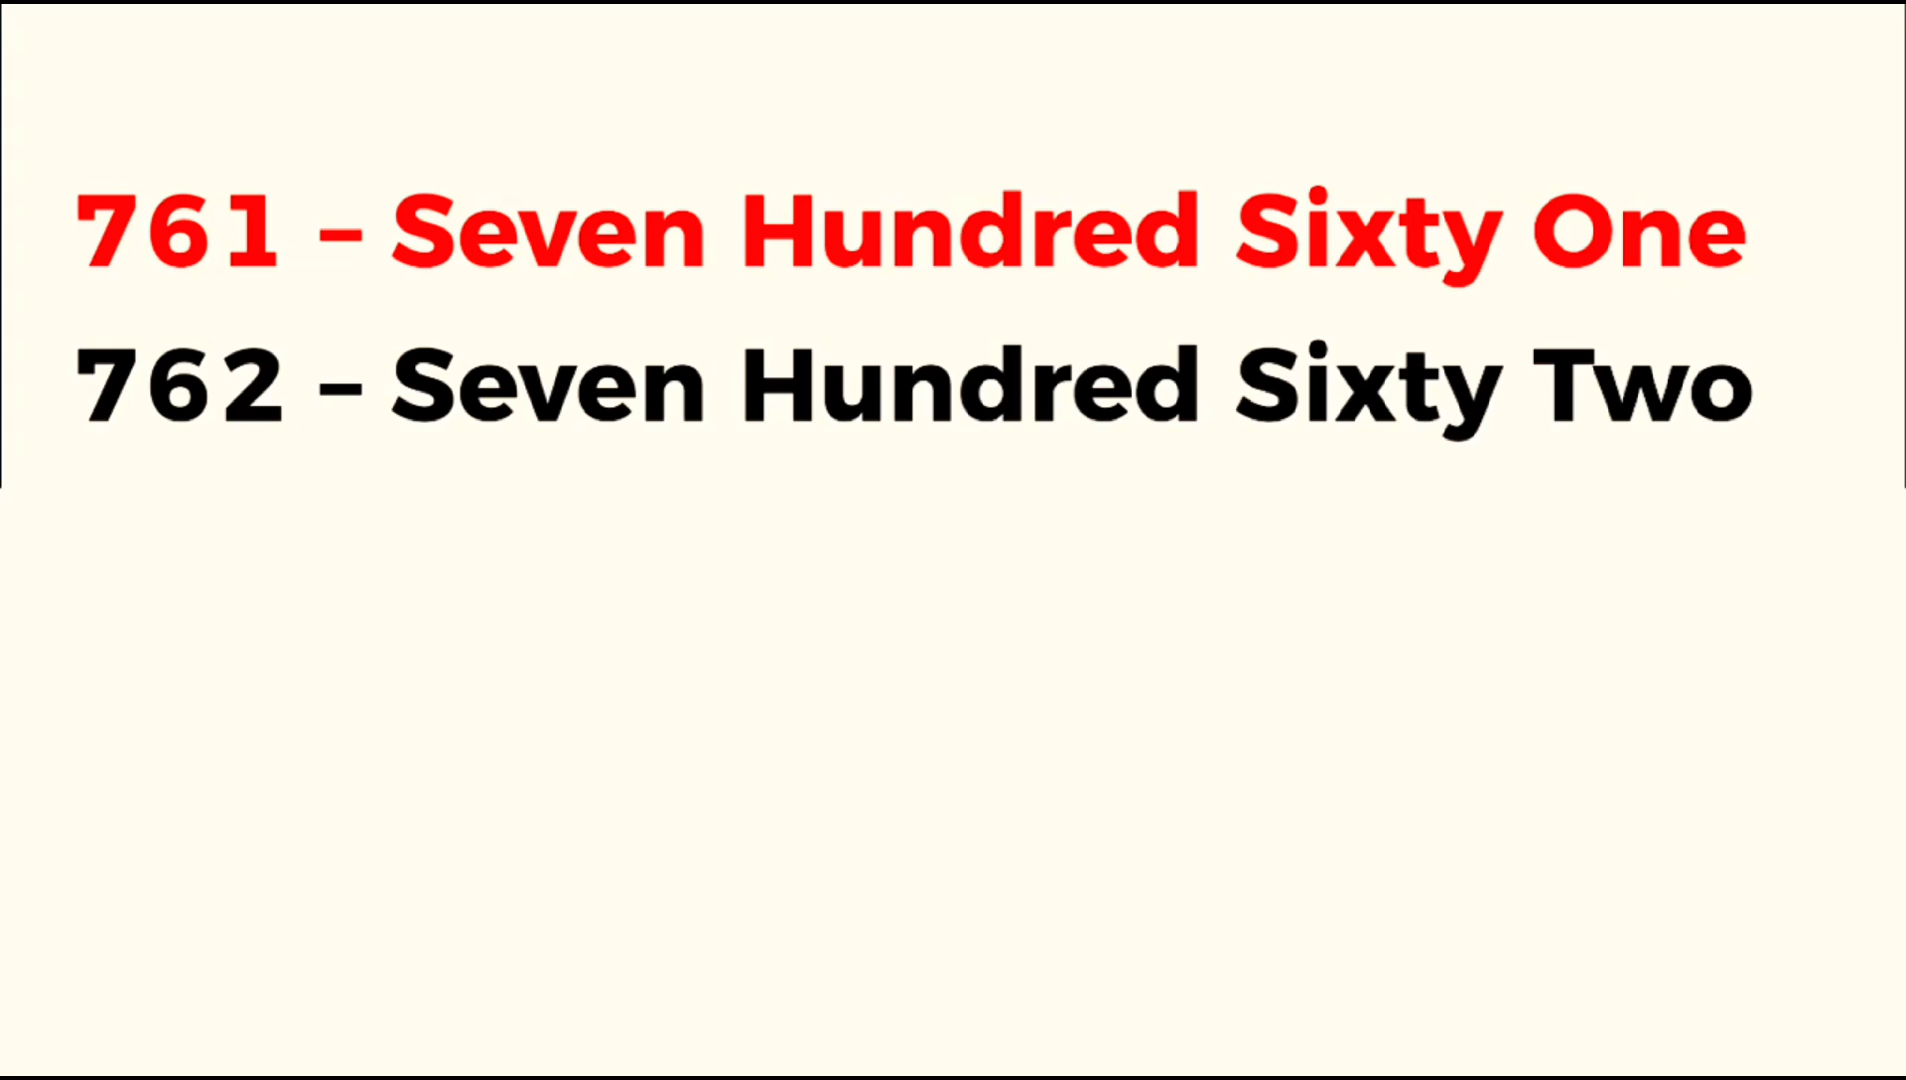 761 – Seven Hundred Sixty One
762 – Seven Hundred Sixty Two